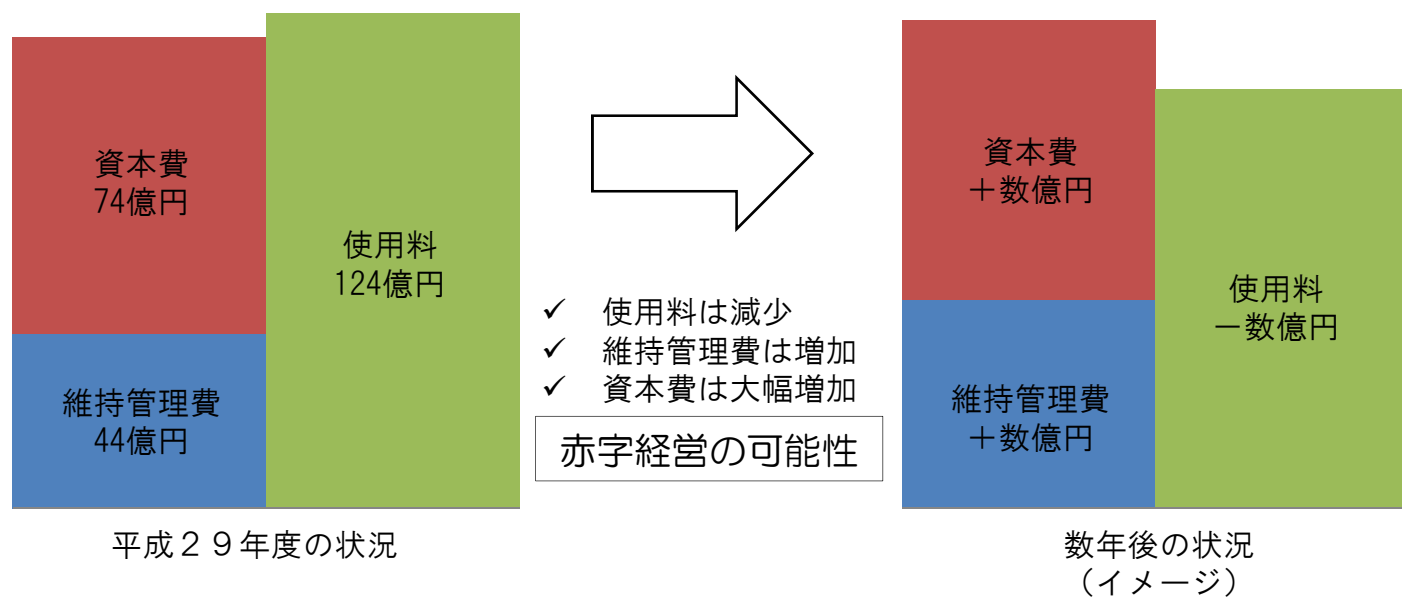 資本費
74億円
維持管理費
44億円
使用料
124億円
平成２９年度の状況
✓ 使用料は減少
✓ 維持管理費は増加
✓ 資本費は大幅増加
赤字経営の可能性
資本費
＋数億円
維持管理費
＋数億円
使用料
－数億円
数年後の状況
（イメージ）